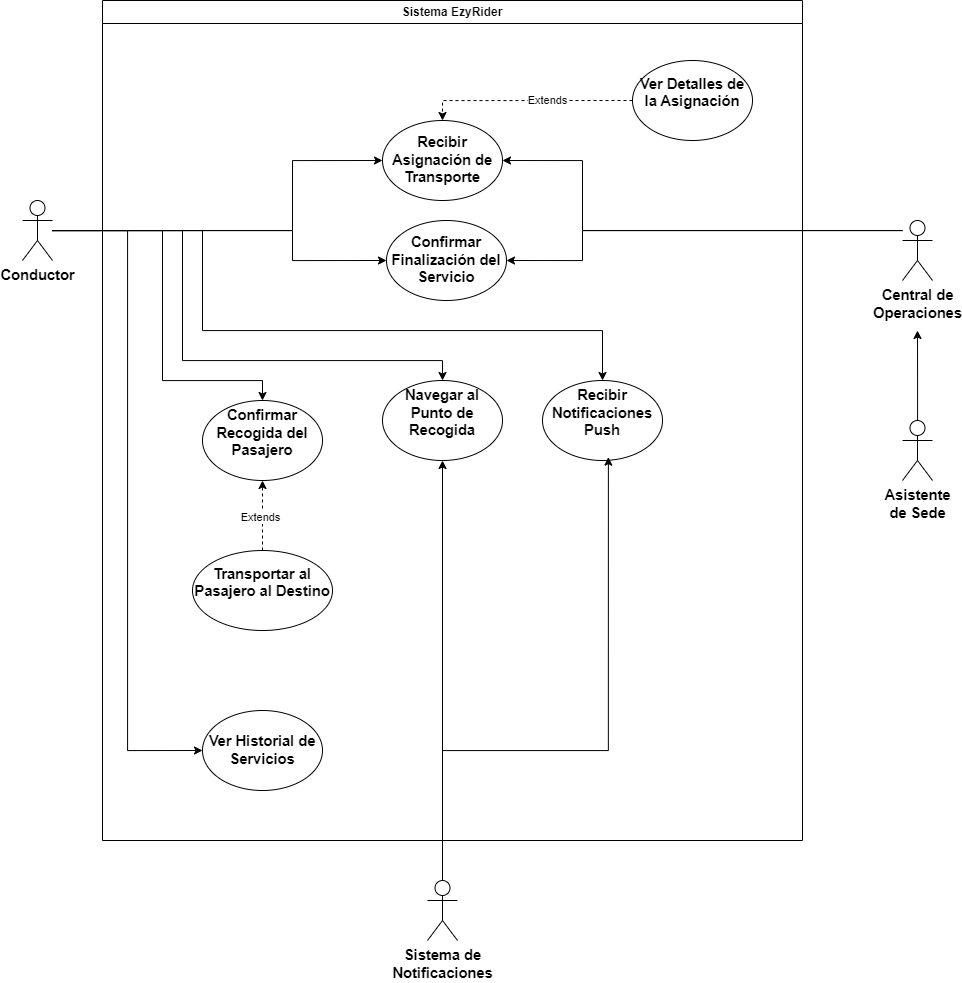 Sistema EzyRider
Ver Detalles de
la Asignación
Extends
Recibir
Asignación de
Transporte
Confirmar
Finalización del
Servicio
Conductor
Central de
Operaciones
Navegar al
Punto de
Recogida
Recibir
Notificaciones
Push
Confirmar
Recogida del
Pasajero
Asistente
de Sede
Extends
Transportar al
Pasajero al Destino
Ver Historial de
Servicios
Sistema de
Notificaciones